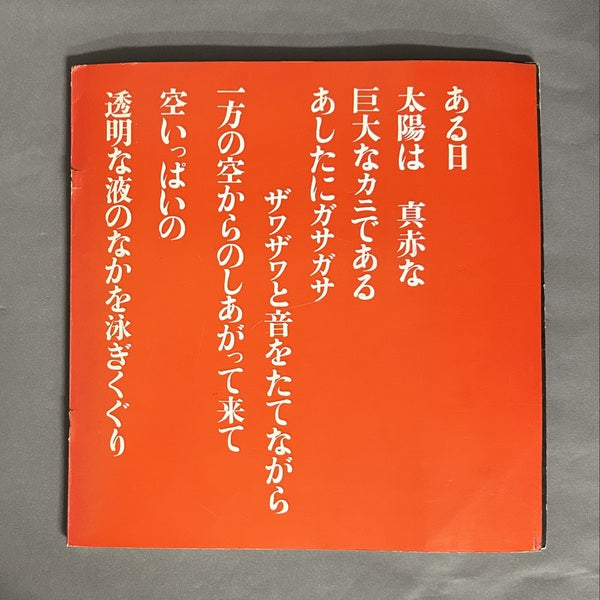 ある日
太陽は　真赤な
巨大なカニである
あしたにガサガサ
ザワザワと音をたてながら
一方の空からのしあがって来て
空いっぱいの
透明な液のなかを泳ぎくぐり